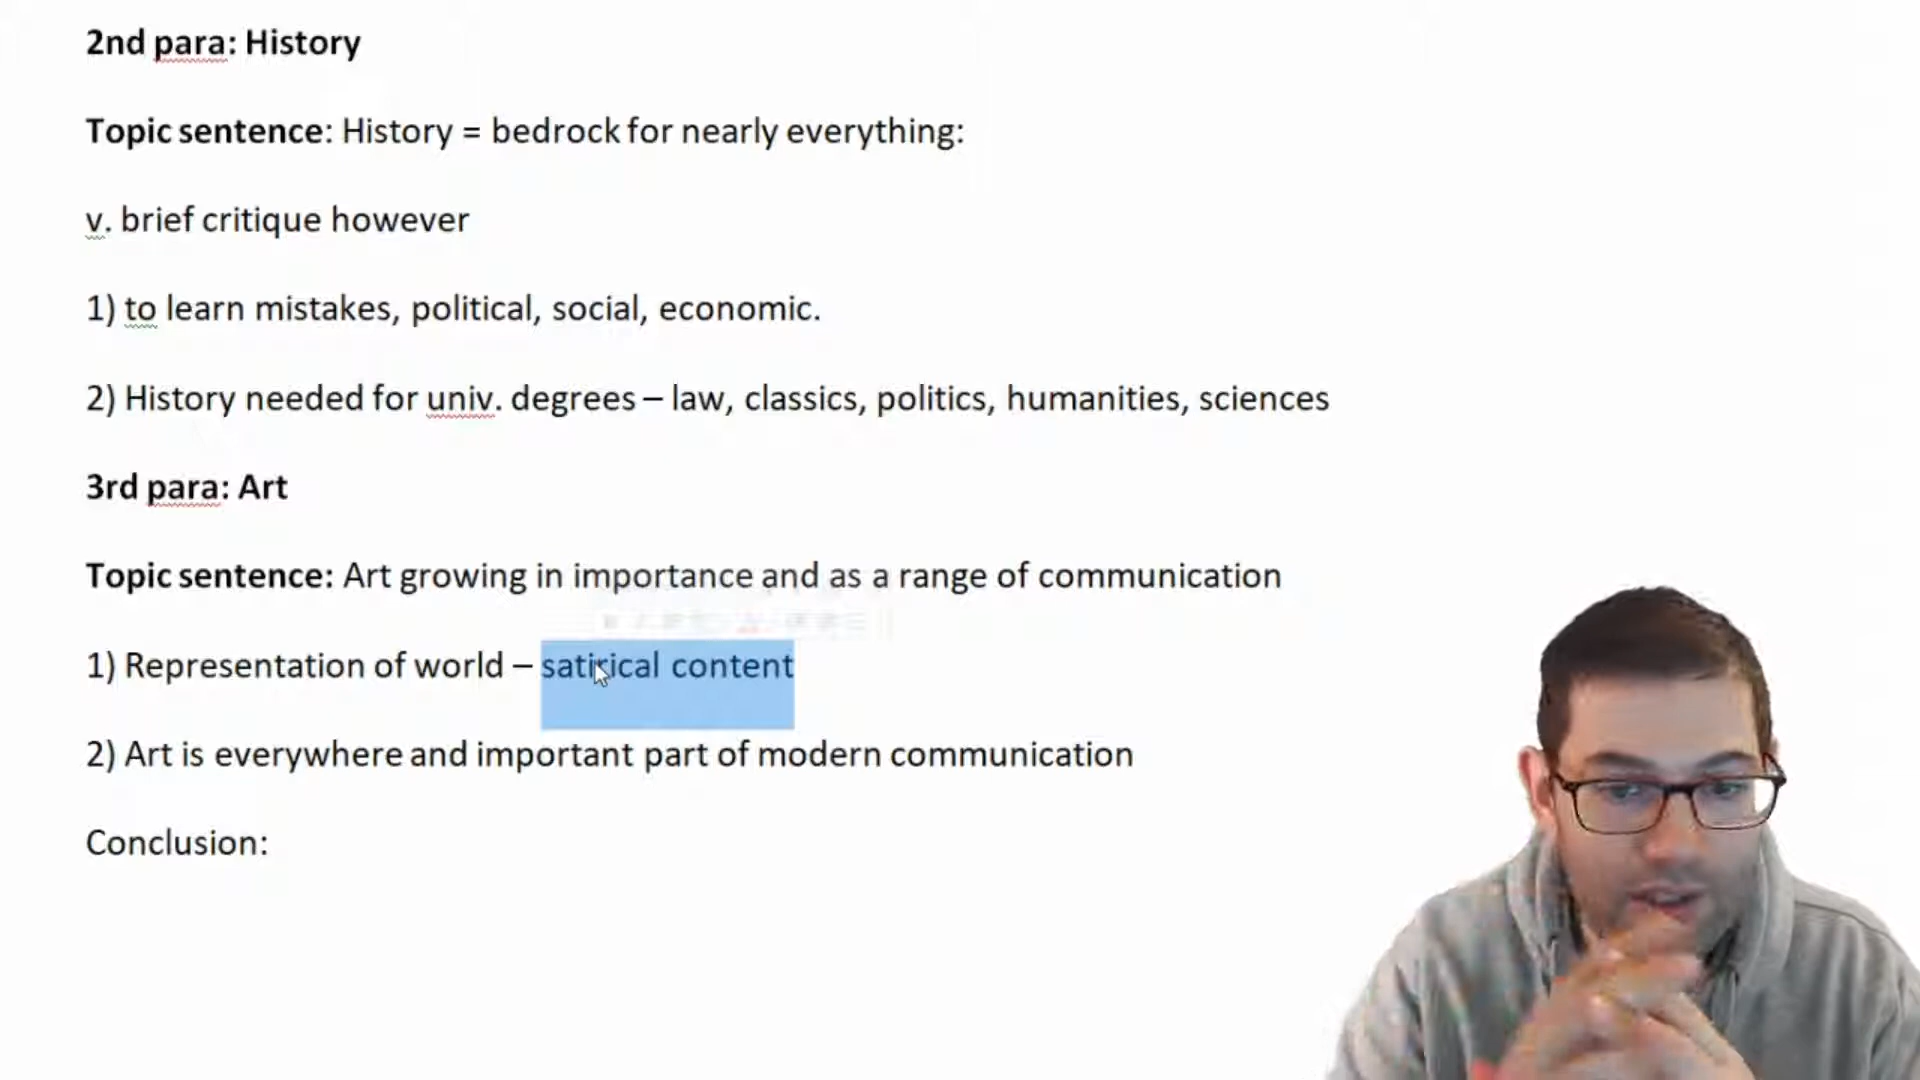 2nd para: History
Topic sentence: History = bedrock for nearly everything:
v. brief critique however
1) to learn mistakes, political, social, economic.
2) History needed for univ. degrees – law, classics, politics, humanities, sciences
3rd para: Art
Topic sentence: Art growing in importance and as a range of communication
1) Representation of world – satirical content
2) Art is everywhere and important part of modern communication
Conclusion: